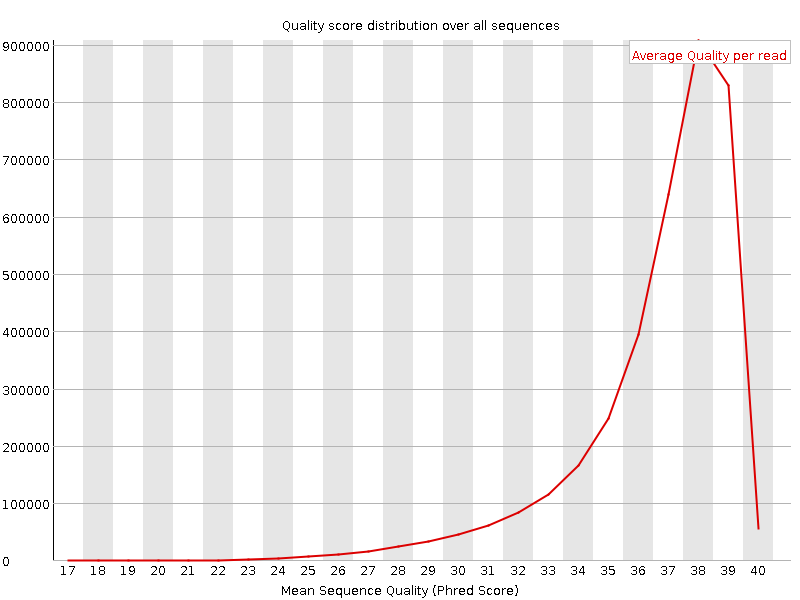 Quality score distribution over all sequences
900000
Average Quality per read
800000
700000
600000
500000
400000
300000
200000
100000
0
17 18 19 20 21 22 23 24 25 26 27 28 29 30 31 32 33 34 35 36 37 38 39 40
Mean Sequence Quality (Phred Score)